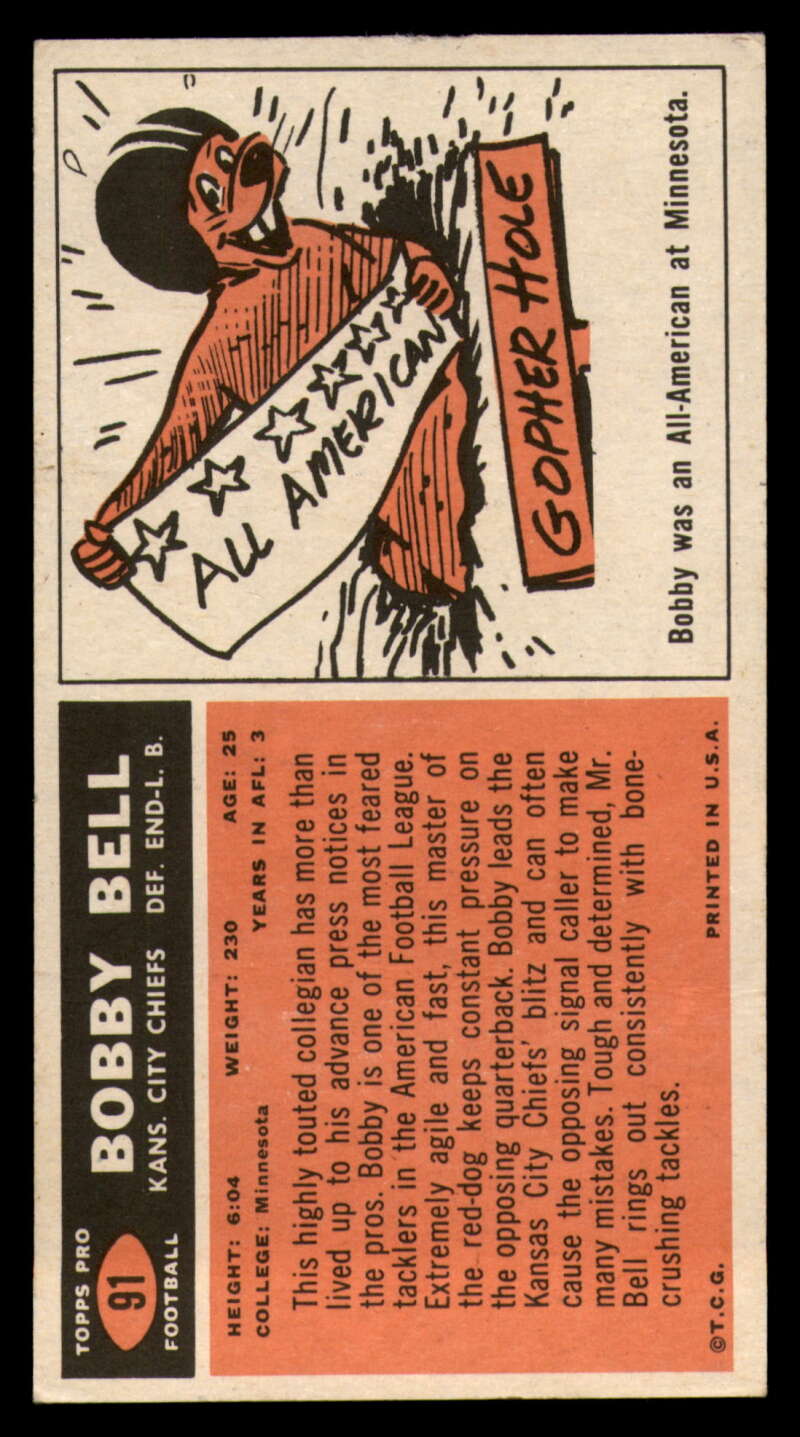 TOPPS PRO
91
FOOTBALL
BOBBY BELL
KANS. CITY CHIEFS DEF. END-L. B.
HEIGHT: 6:04 WEIGHT: 230 AGE: 25
COLLEGE: Minnesota YEARS IN AFL: 3
This highly touted collegian has more than
lived up to his advance press notices in
the pros. Bobby is one of the most feared
tacklers in the American Football League.
Extremely agile and fast, this master of
the red-dog keeps constant pressure on
the opposing quarterback. Bobby leads the
Kansas City Chiefs' blitz and can often
cause the opposing signal caller to make
many mistakes. Tough and determined, Mr.
Bell rings out consistently with bone-
crushing tackles.
©T.C.G. PRINTED IN U.S.A.
ALL AMERICAN
GOPHER HOLE
Bobby was an All-American at Minnesota.